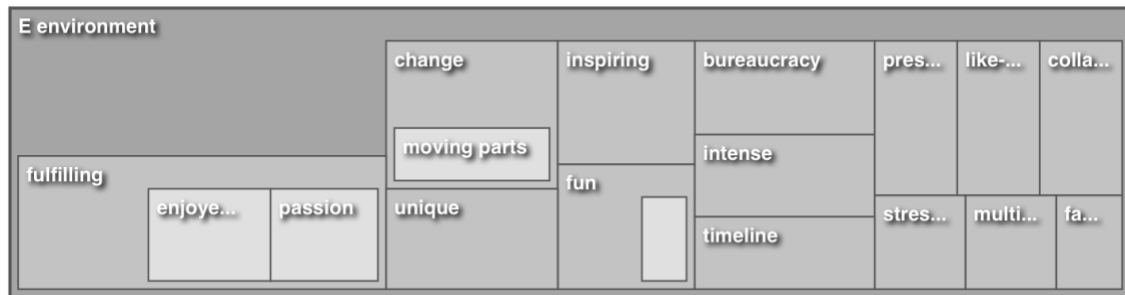 E environment
change
inspiring
bureaucracy
pres...
like-...
colla...
moving parts
intense
fulfilling
fun
enjoye...
passion
unique
stres...
multi...
fa...
timeline